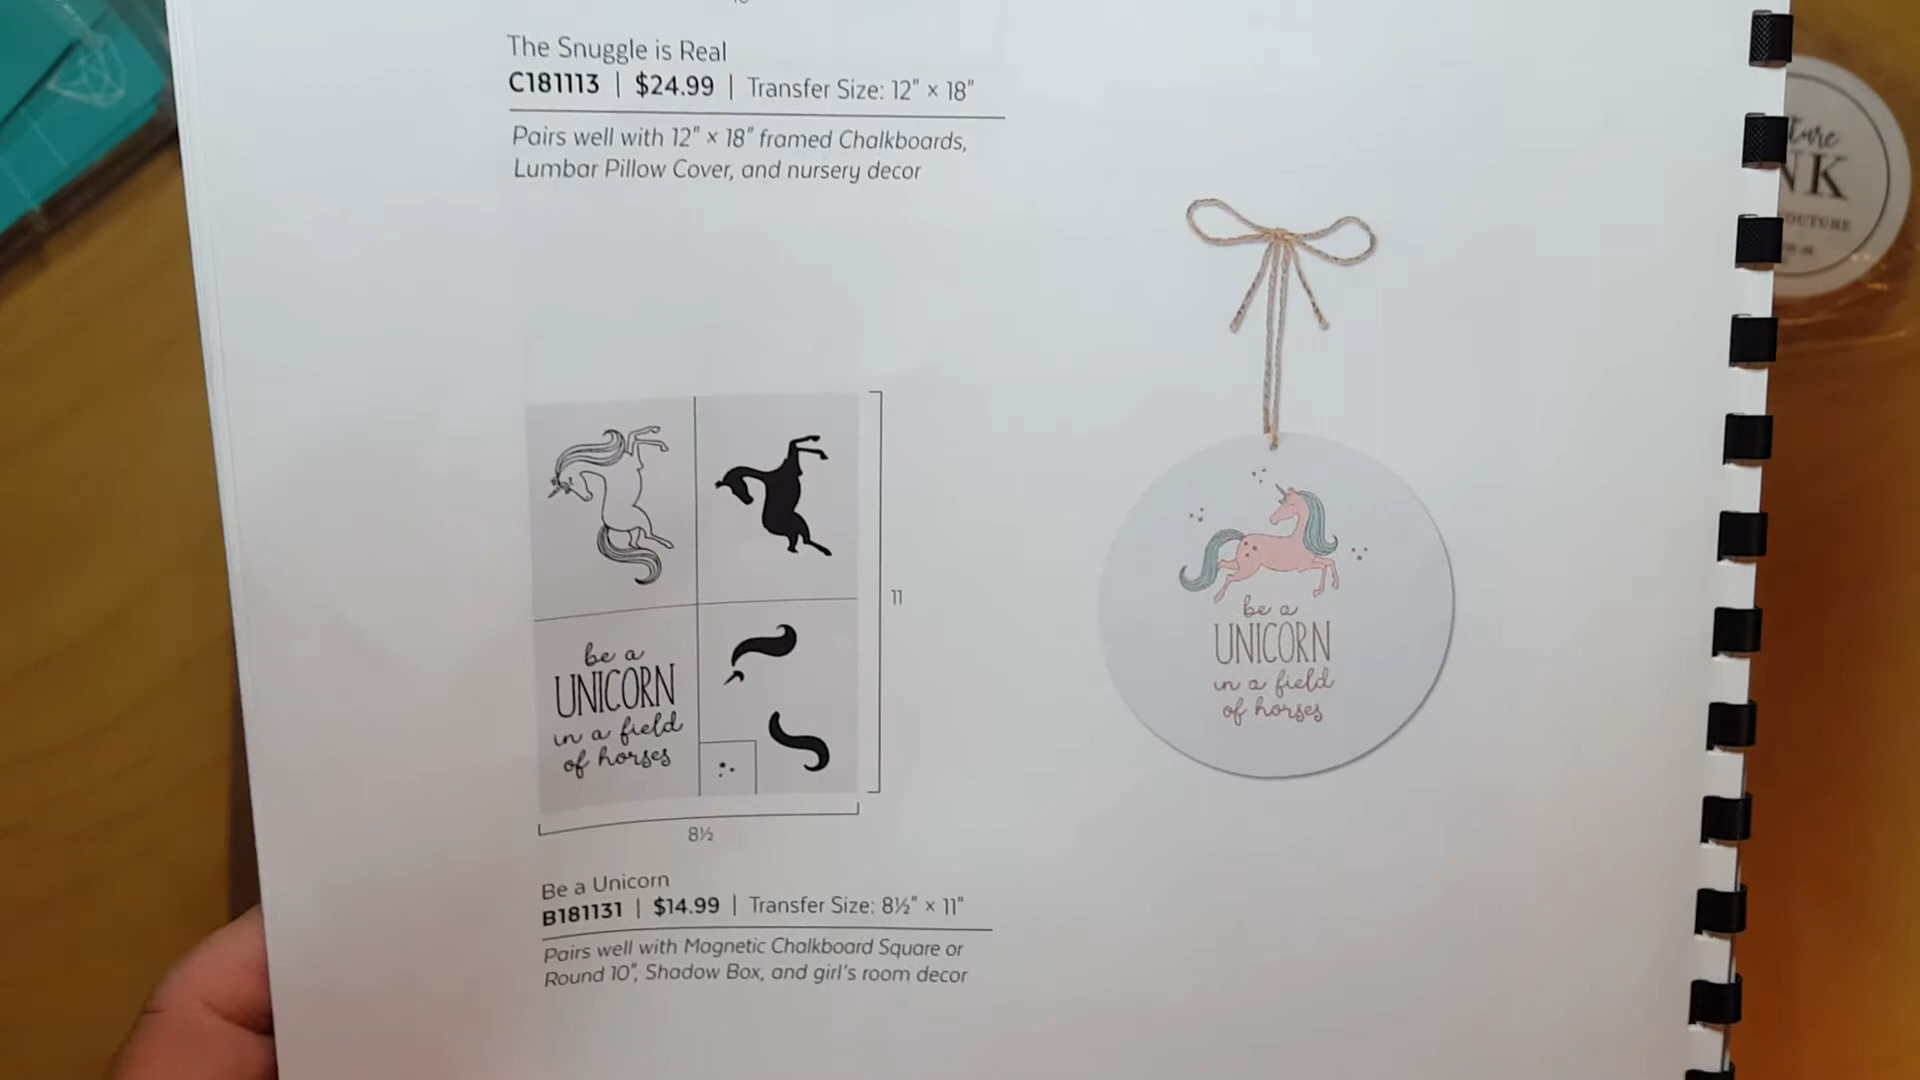 The Snuggle is Real
C181113 | $24.99 | Transfer Size: 12" × 18"
Pairs well with 12" × 18" framed Chalkboards,
Lumbar Pillow Cover, and nursery decor
11
be a
UNICORN
in a field
of horses
8½
be a
UNICORN
in a field
of horses
Be a Unicorn
B181131 | $14.99 | Transfer Size: 8½" × 11"
Pairs well with Magnetic Chalkboard Square or
Round 10", Shadow Box, and girl's room decor